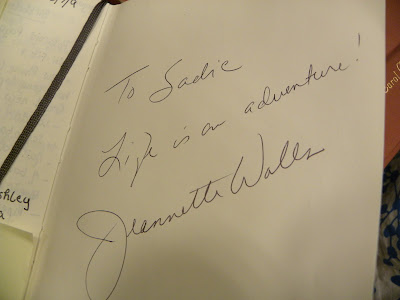 To Sadie
Life is an adventure!
Jeannette Walls